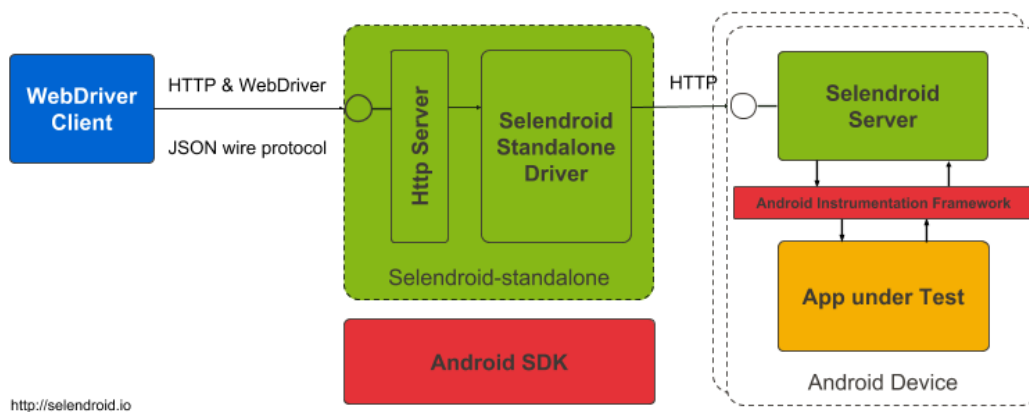 WebDriver
Client
HTTP & WebDriver
JSON wire protocol
Http Server
Selendroid
Standalone
Driver
Selendroid-standalone
Android SDK
HTTP
Selendroid
Server
Android Instrumentation Framework
App under Test
Android Device
http://selendroid.io